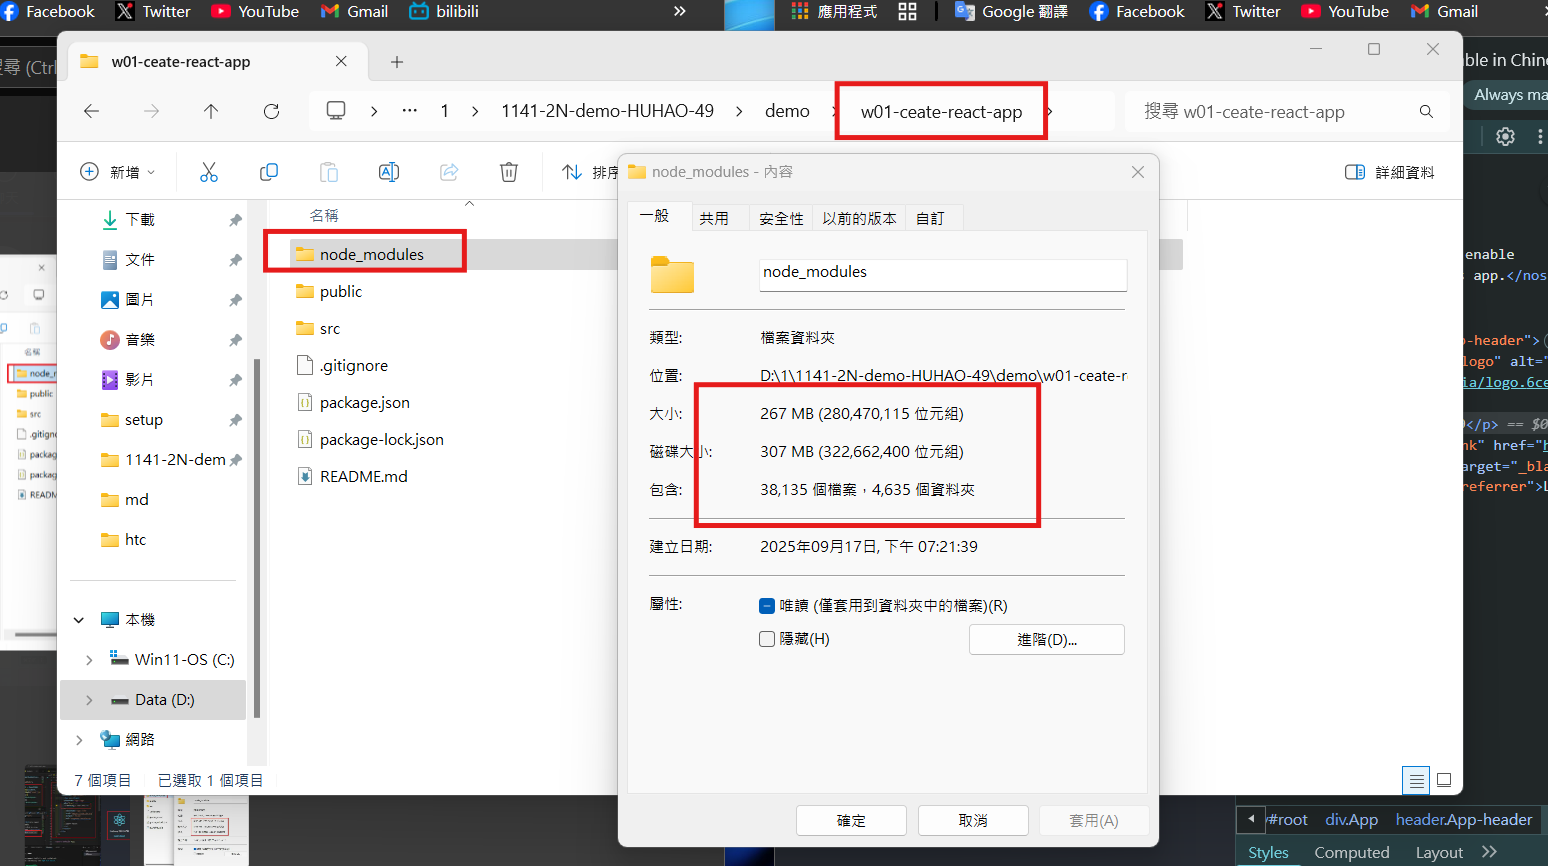 Facebook
Twitter
YouTube
Gmail
bilibili
應用程式
Google 翻譯
Facebook
Twitter
YouTube
Gmail
w01-ceate-react-app
1
1141-2N-demo-HUHAO-49
demo
w01-ceate-react-app
搜尋 w01-ceate-react-app
新增
排序
詳細資料
下載
文件
圖片
音樂
影片
setup
1141-2N-dem
md
htc
本機
Win11-OS (C:)
Data (D:)
網路
7 個項目
已選取 1 個項目
名稱
node_modules
public
src
.gitignore
package.json
package-lock.json
README.md
node_modules - 內容
一般
共用
安全性
以前的版本
自訂
node_modules
類型:
檔案資料夾
位置:
D:\1\1141-2N-demo-HUHAO-49\demo\w01-ceate-r
大小:
267 MB (280,470,115 位元組)
磁碟大小:
307 MB (322,662,400 位元組)
包含:
38,135 個檔案，4,635 個資料夾
建立日期:
2025年09月17日, 下午 07:21:39
屬性:
唯讀 (僅套用到資料夾中的檔案)(R)
隱藏(H)
進階(D)...
確定
取消
套用(A)
搜尋 (Ctrl
名稱
public
src
ble in Chine
Always ma
enable
app.</nos
-header">
logo" alt="
ia/logo.6ce
</p> == $0
nk" href="h
arget="_bla
referrer">L
#root
div.App
header.App-header
Styles
Computed
Layout